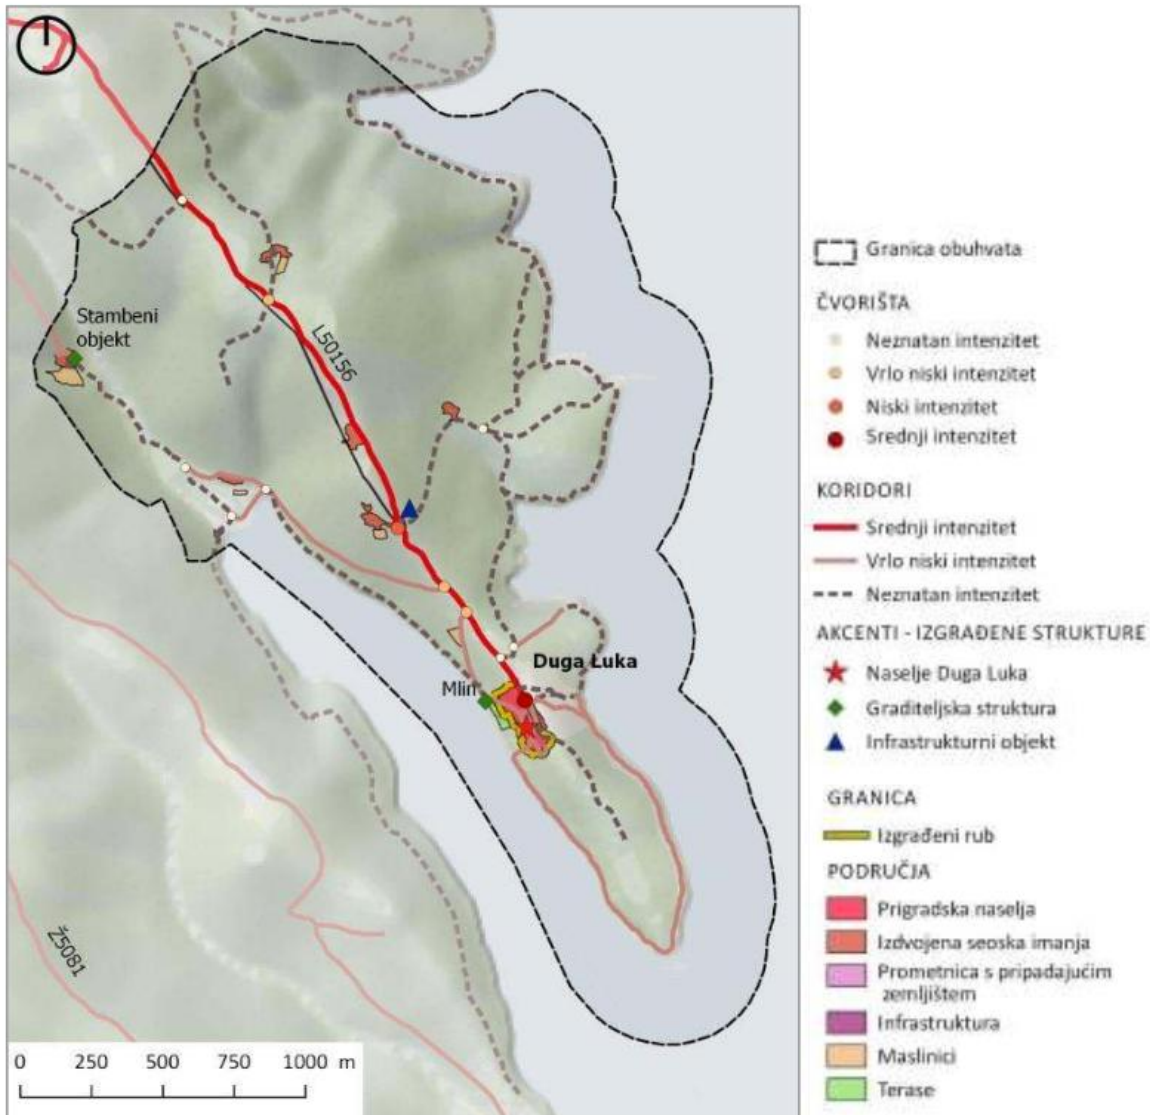 Stambeni
objekt
L50156
Duga Luka
Mlin
Ž5081
0 250 500 750 1000 m
Granica obuhvata
ČVORIŠTA
Neznatan intenzitet
Vrlo niski intenzitet
Niski intenzitet
Srednji intenzitet
KORIDORI
Srednji intenzitet
Vrlo niski intenzitet
Neznatan intenzitet
AKCENTI - IZGRAĐENE STRUKTURE
Naselje Duga Luka
Graditeljska struktura
Infrastrukturni objekt
GRANICA
Izgrađeni rub
PODRUČJA
Prigradska naselja
Izdvojena seoska imanja
Prometnica s pripadajućim
zemljištem
Infrastruktura
Maslinici
Terase